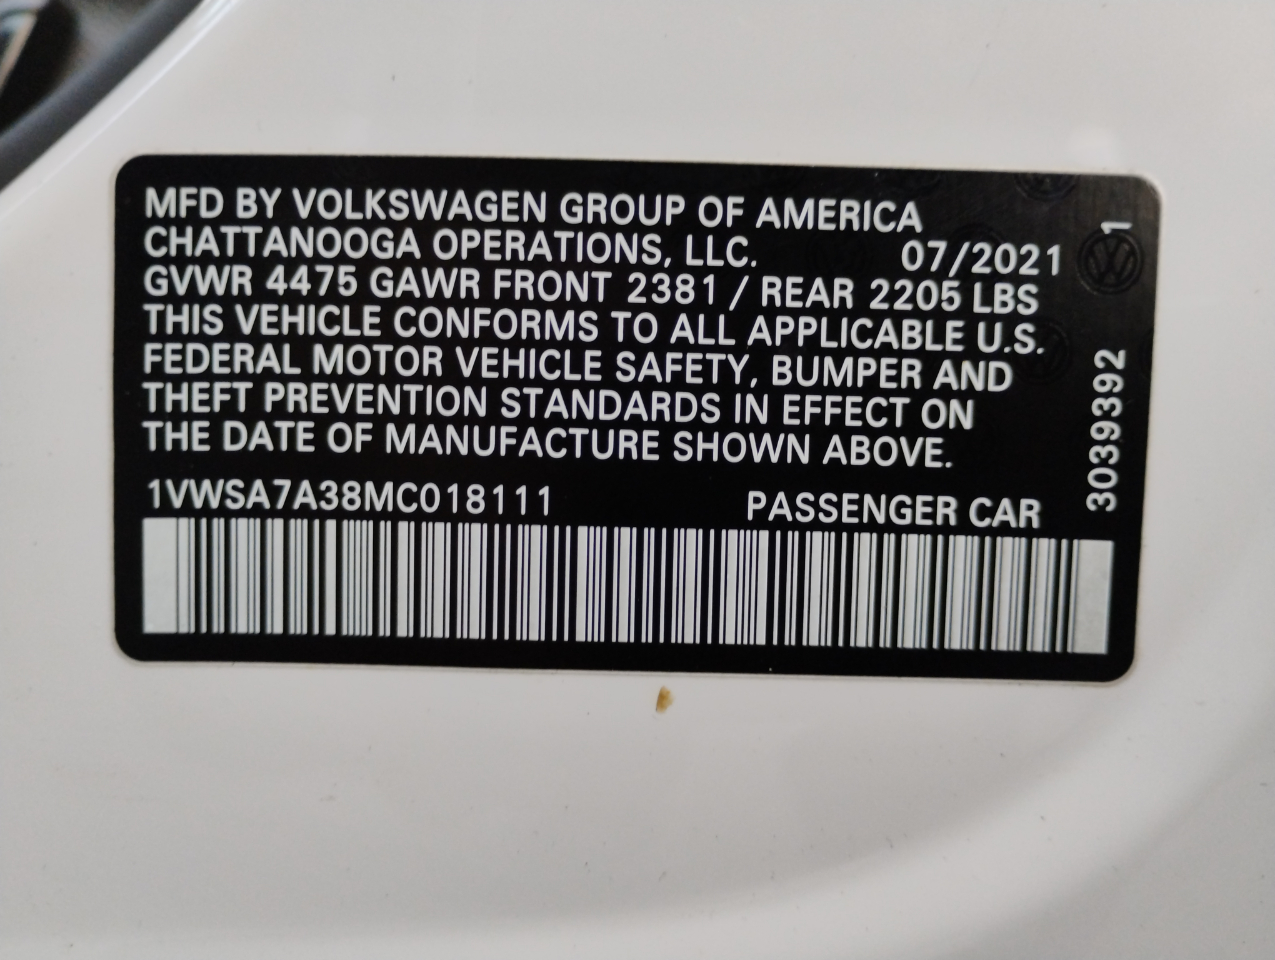 MFD BY VOLKSWAGEN GROUP OF AMERICA
CHATTANOOGA OPERATIONS, LLC. 07/2021
GVWR 4475 GAWR FRONT 2381 / REAR 2205 LBS
THIS VEHICLE CONFORMS TO ALL APPLICABLE U.S.
FEDERAL MOTOR VEHICLE SAFETY, BUMPER AND
THEFT PREVENTION STANDARDS IN EFFECT ON
THE DATE OF MANUFACTURE SHOWN ABOVE.
1VWSA7A38MC018111 PASSENGER CAR
3039392 1